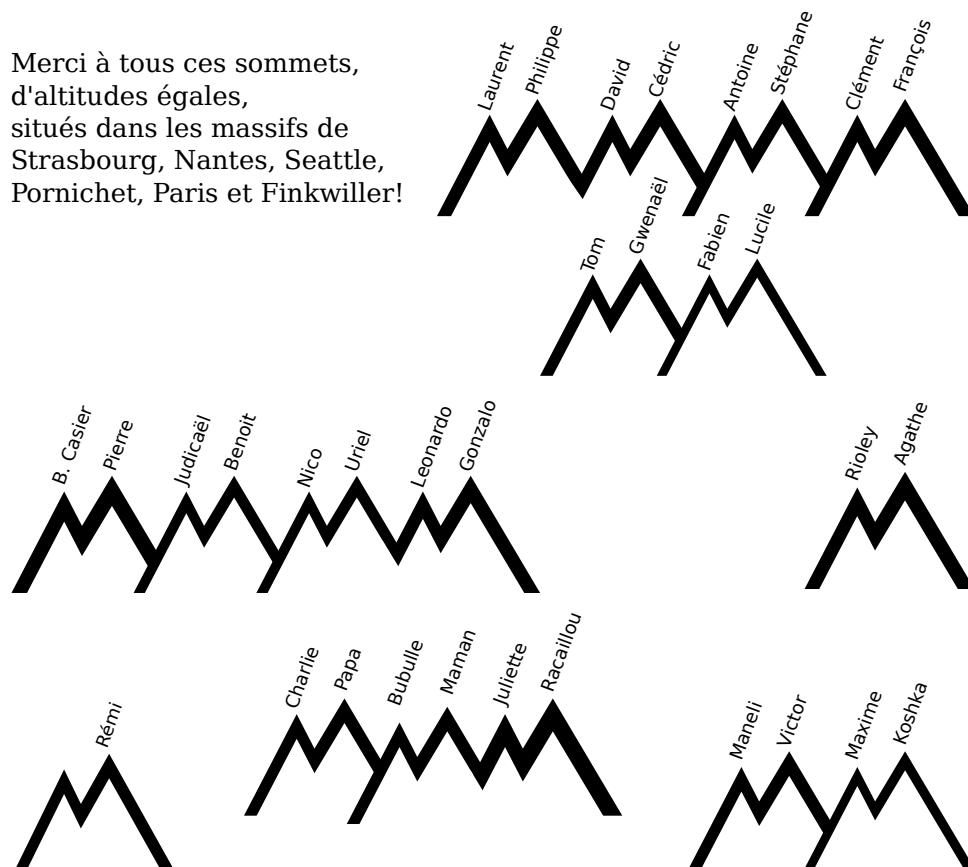 Merci à tous ces sommets,
d'altitudes égales,
situés dans les massifs de
Strasbourg, Nantes, Seattle,
Pornichet, Paris et Finkwiller!
Laurent
Philippe
David
Cédric
Antoine
Stéphane
Clément
François
Tom
Gwenaël
Fabien
Lucile
B. Casier
Pierre
Judicaël
Benoit
Nico
Uriel
Leonardo
Gonzalo
Rioley
Agathe
Rémi
Charlie
Papa
Bubulle
Maman
Juliette
Racaillou
Maneli
Victor
Maxime
Koshka